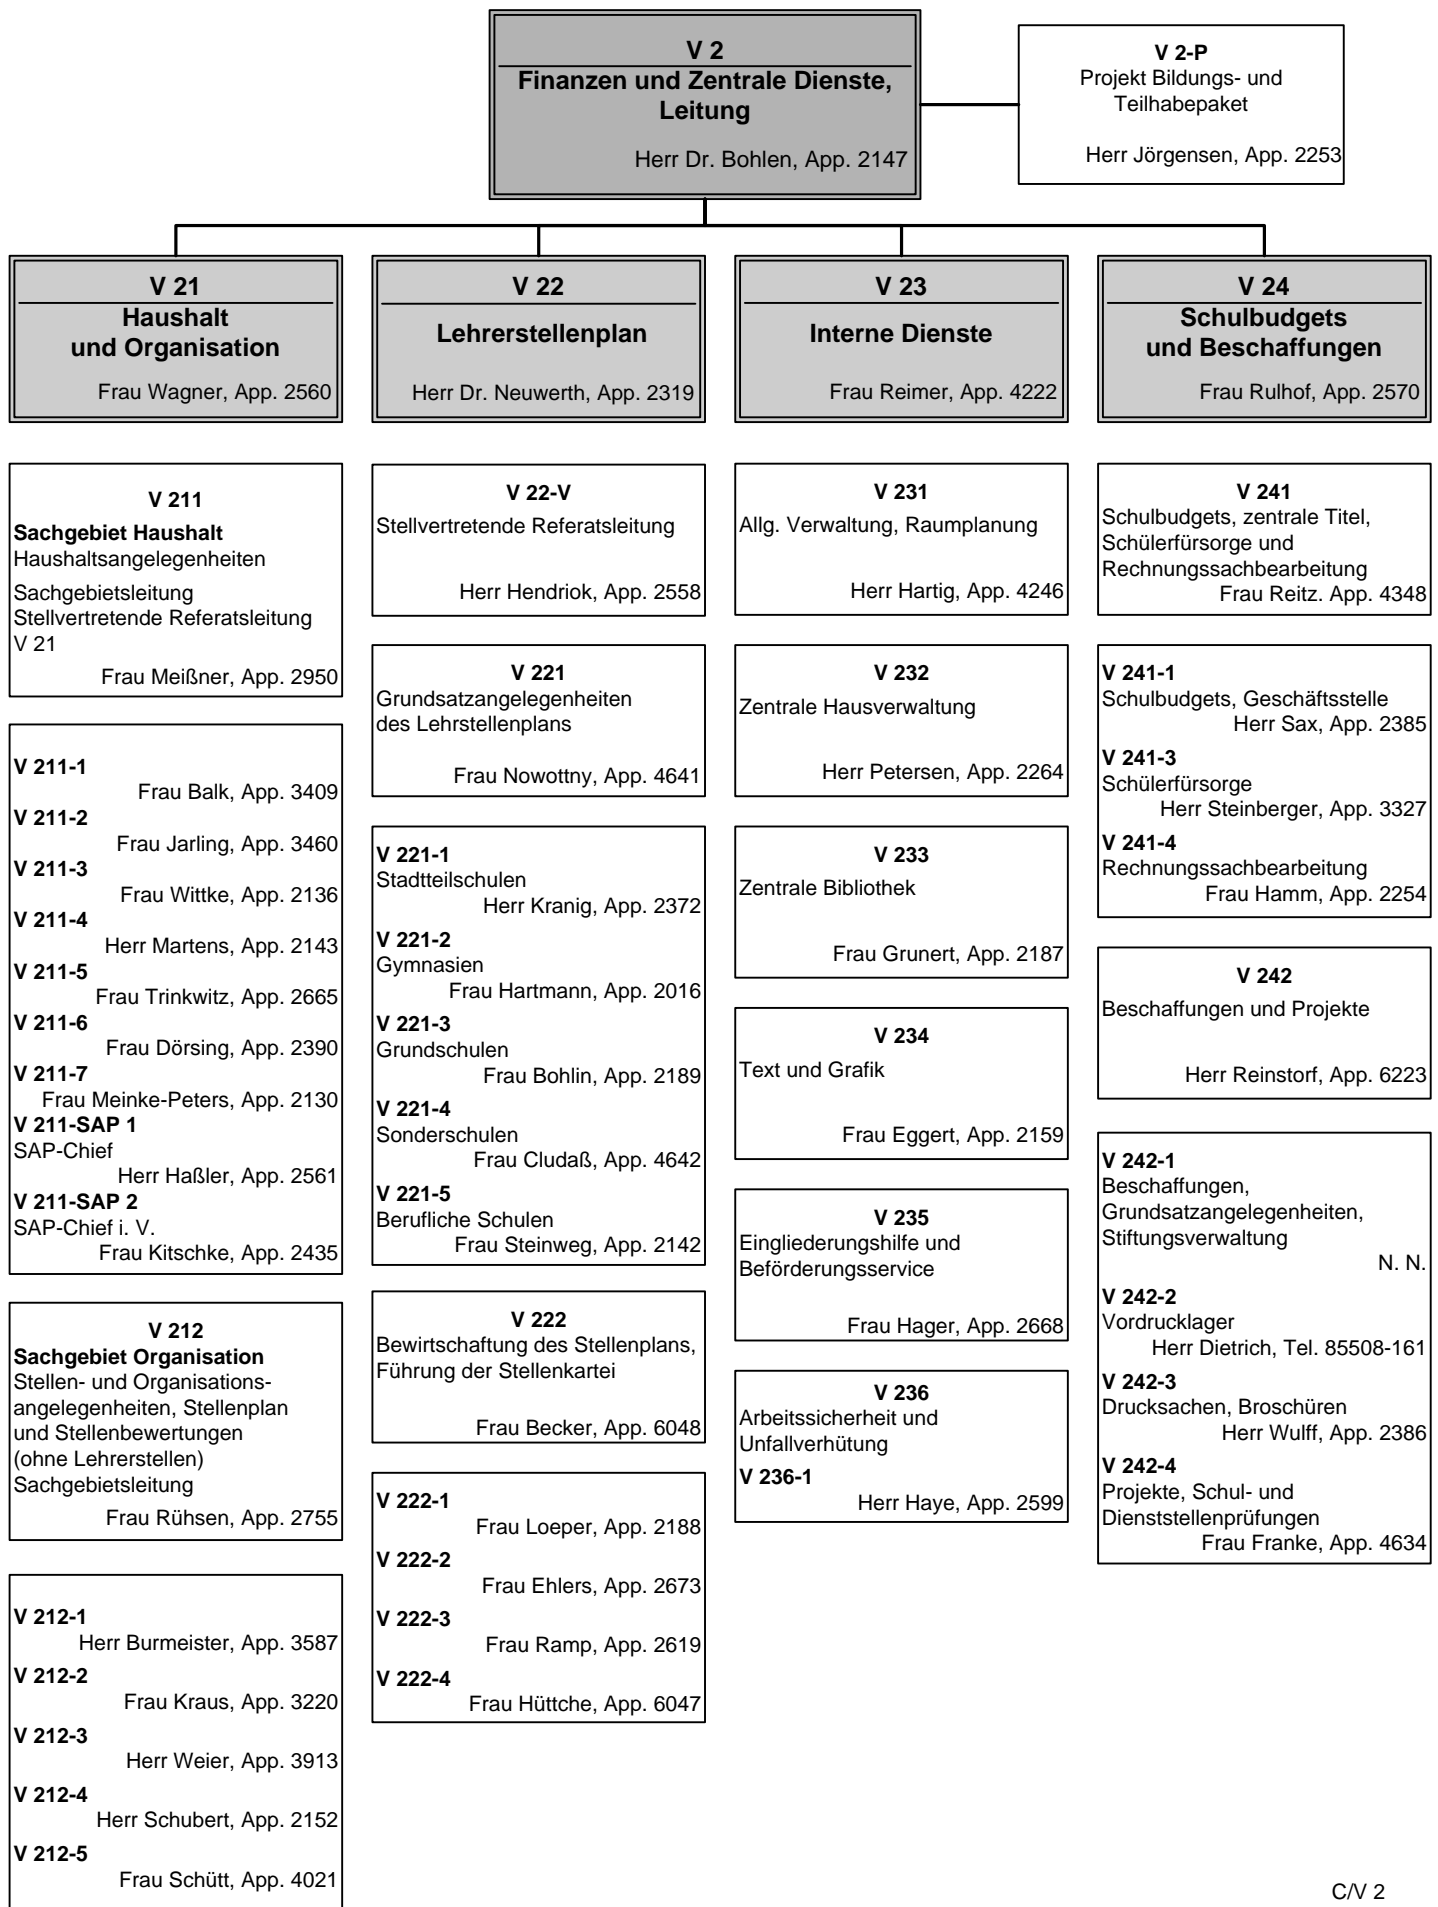 V 2
Finanzen und Zentrale Dienste,
Leitung
Herr Dr. Bohlen, App. 2147
V 2-P
Projekt Bildungs- und
Teilhabepaket
Herr Jörgensen, App. 2253
V 21
Haushalt
und Organisation
Frau Wagner, App. 2560
V 22
Lehrerstellenplan
Herr Dr. Neuwerth, App. 2319
V 23
Interne Dienste
Frau Reimer, App. 4222
V 24
Schulbudgets
und Beschaffungen
Frau Rulhof, App. 2570
V 211
Sachgebiet Haushalt
Haushaltsangelegenheiten
Sachgebietsleitung
Stellvertretende Referatsleitung
V 21
Frau Meißner, App. 2950
V 211-1
Frau Balk, App. 3409
V 211-2
Frau Jarling, App. 3460
V 211-3
Frau Wittke, App. 2136
V 211-4
Herr Martens, App. 2143
V 211-5
Frau Trinkwitz, App. 2665
V 211-6
Frau Dörsing, App. 2390
V 211-7
Frau Meinke-Peters, App. 2130
V 211-SAP 1
SAP-Chief
Herr Haßler, App. 2561
V 211-SAP 2
SAP-Chief i. V.
Frau Kitschke, App. 2435
V 212
Sachgebiet Organisation
Stellen- und Organisations-
angelegenheiten, Stellenplan
und Stellenbewertungen
(ohne Lehrerstellen)
Sachgebietsleitung
Frau Rühsen, App. 2755
V 212-1
Herr Burmeister, App. 3587
V 212-2
Frau Kraus, App. 3220
V 212-3
Herr Weier, App. 3913
V 212-4
Herr Schubert, App. 2152
V 212-5
Frau Schütt, App. 4021
V 22-V
Stellvertretende Referatsleitung
Herr Hendriok, App. 2558
V 221
Grundsatzangelegenheiten
des Lehrstellenplans
Frau Nowottny, App. 4641
V 221-1
Stadtteilschulen
Herr Kranig, App. 2372
V 221-2
Gymnasien
Frau Hartmann, App. 2016
V 221-3
Grundschulen
Frau Bohlin, App. 2189
V 221-4
Sonderschulen
Frau Cludaß, App. 4642
V 221-5
Berufliche Schulen
Frau Steinweg, App. 2142
V 222
Bewirtschaftung des Stellenplans,
Führung der Stellenkartei
Frau Becker, App. 6048
V 222-1
Frau Loeper, App. 2188
V 222-2
Frau Ehlers, App. 2673
V 222-3
Frau Ramp, App. 2619
V 222-4
Frau Hüttche, App. 6047
V 231
Allg. Verwaltung, Raumplanung
Herr Hartig, App. 4246
V 232
Zentrale Hausverwaltung
Herr Petersen, App. 2264
V 233
Zentrale Bibliothek
Frau Grunert, App. 2187
V 234
Text und Grafik
Frau Eggert, App. 2159
V 235
Eingliederungshilfe und
Beförderungsservice
Frau Hager, App. 2668
V 236
Arbeitssicherheit und
Unfallverhütung
V 236-1
Herr Haye, App. 2599
V 241
Schulbudgets, zentrale Titel,
Schülerfürsorge und
Rechnungssachbearbeitung
Frau Reitz. App. 4348
V 241-1
Schulbudgets, Geschäftsstelle
Herr Sax, App. 2385
V 241-3
Schülerfürsorge
Herr Steinberger, App. 3327
V 241-4
Rechnungssachbearbeitung
Frau Hamm, App. 2254
V 242
Beschaffungen und Projekte
Herr Reinstorf, App. 6223
V 242-1
Beschaffungen,
Grundsatzangelegenheiten,
Stiftungsverwaltung
N. N.
V 242-2
Vordrucklager
Herr Dietrich, Tel. 85508-161
V 242-3
Drucksachen, Broschüren
Herr Wulff, App. 2386
V 242-4
Projekte, Schul- und
Dienststellenprüfungen
Frau Franke, App. 4634
C/V 2